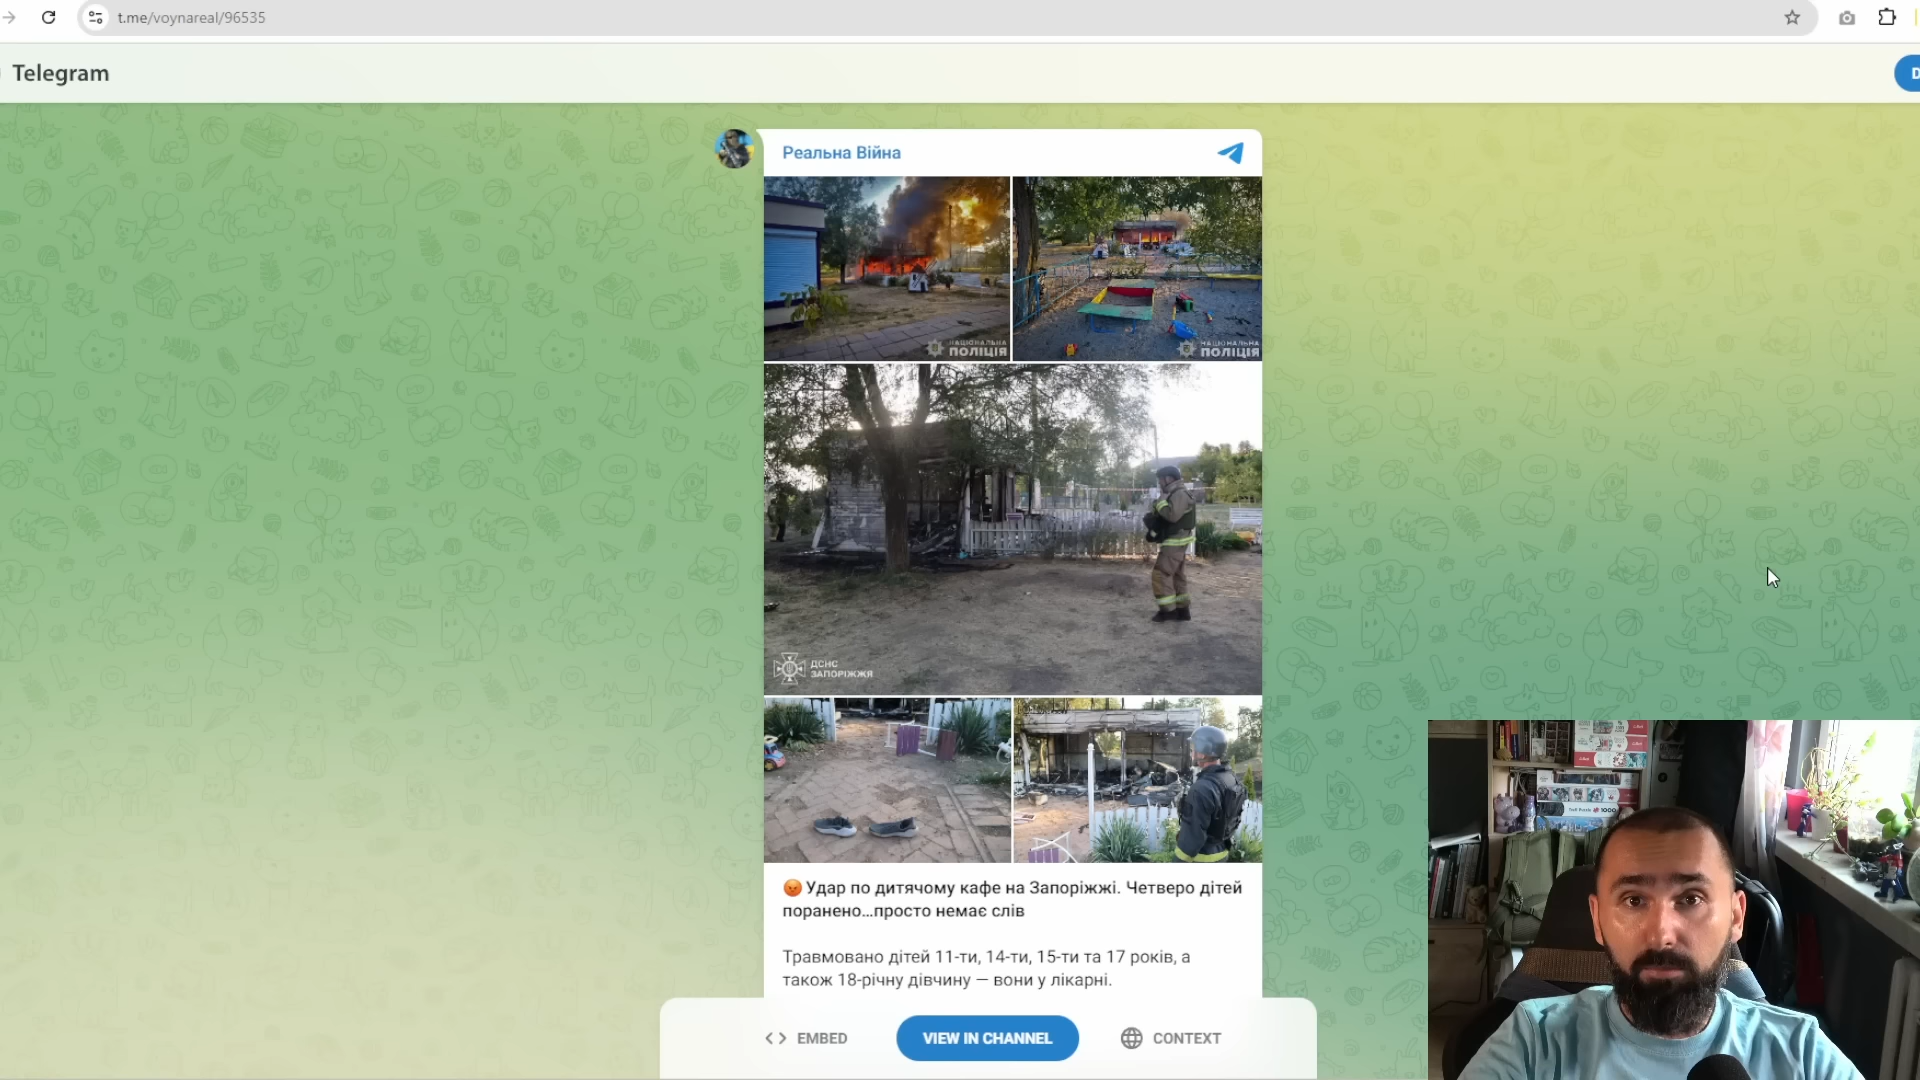 t.me/voynareal/96535
Telegram
Реальна Війна
НАЦІОНАЛЬНА
ПОЛІЦІЯ
НАЦІОНАЛЬНА
ПОЛІЦІЯ
ДСНС
ЗАПОРІЖЖЯ
😡 Удар по дитячому кафе на Запоріжжі. Четверо дітей
поранено...просто немає слів
Травмовано дітей 11-ти, 14-ти, 15-ти та 17 років, а
також 18-річну дівчину — вони у лікарні.
EMBED
VIEW IN CHANNEL
CONTEXT